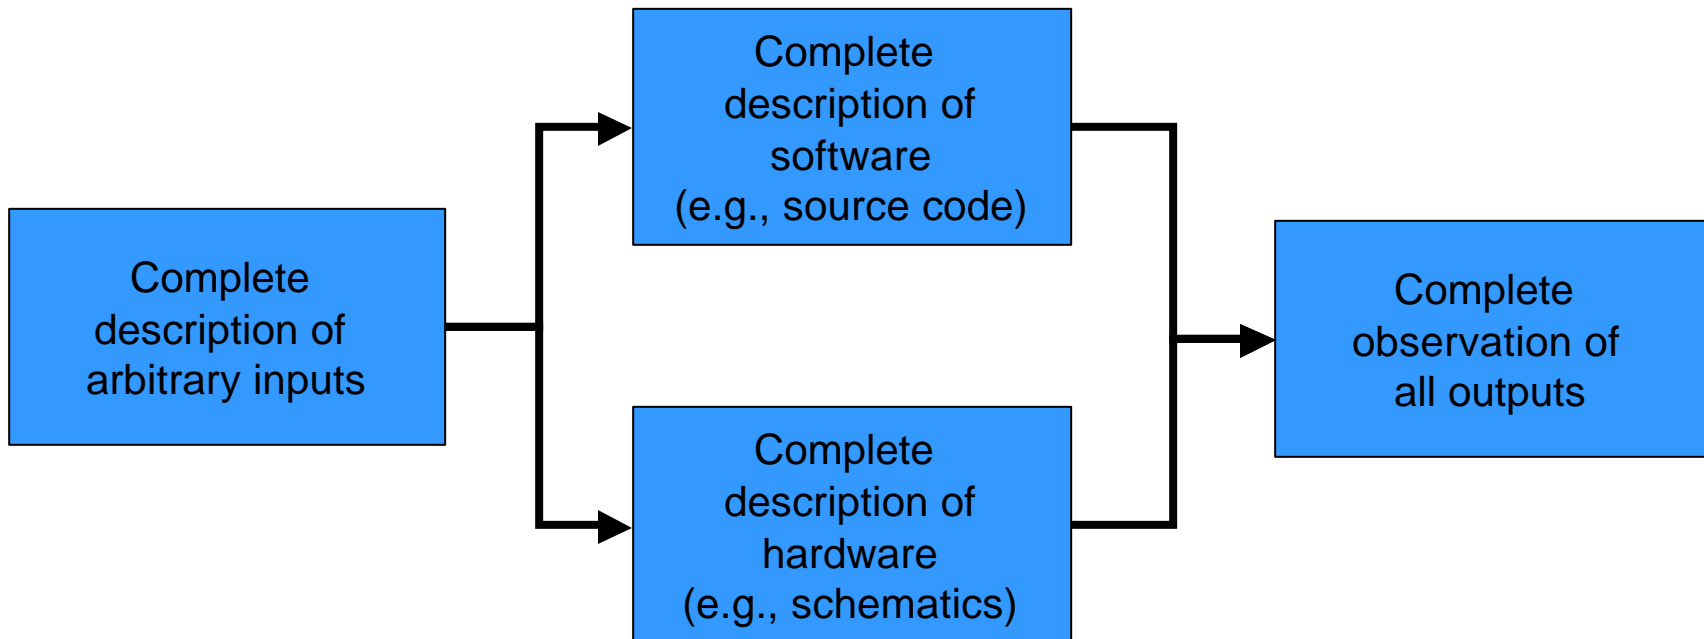 Complete
description of
arbitrary inputs
Complete
description of
software
(e.g., source code)
Complete
description of
hardware
(e.g., schematics)
Complete
observation of
all outputs